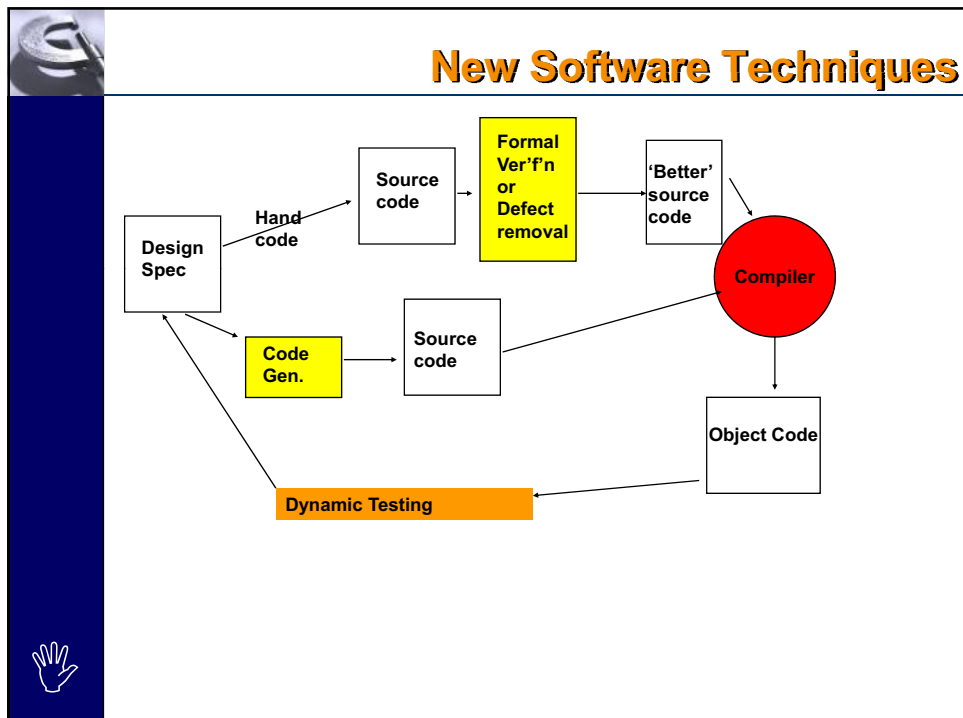 New Software Techniques
Design
Spec
Hand
code
Source
code
Formal
Ver’f’n
or
Defect
removal
‘Better’
source
code
Compiler
Code
Gen.
Source
code
Object Code
Dynamic Testing